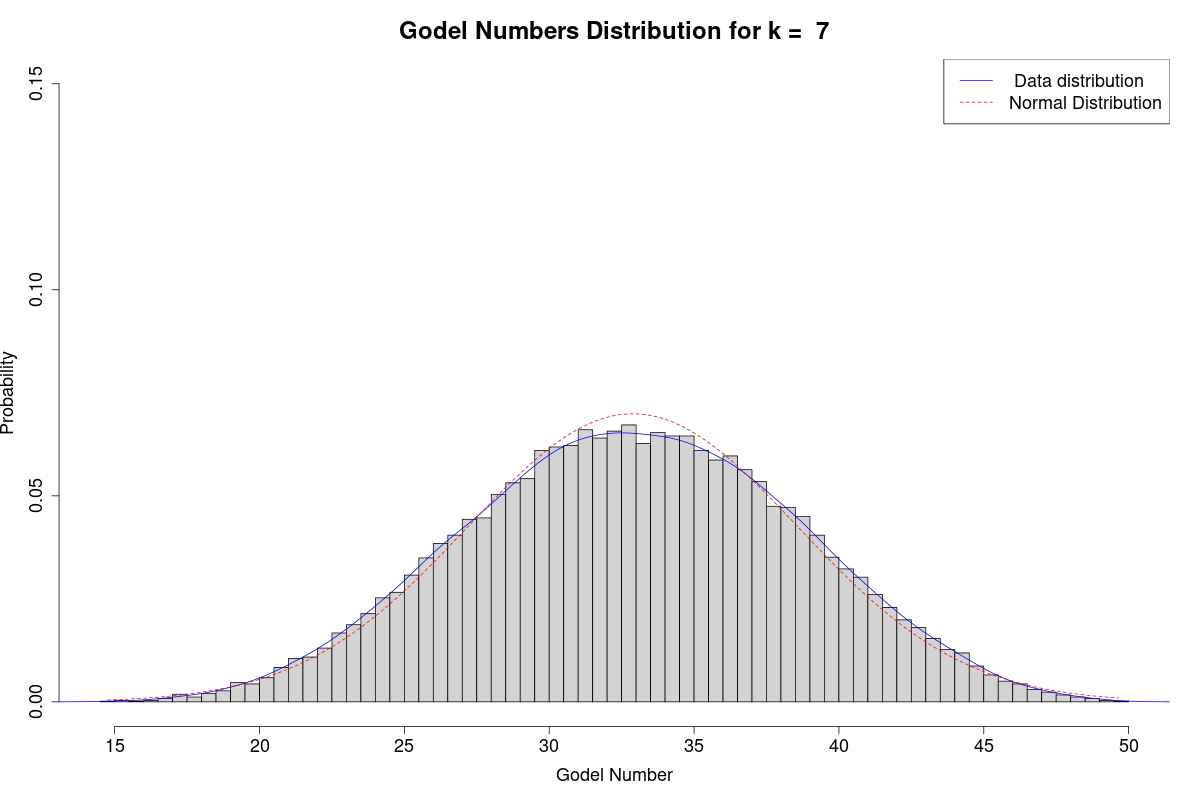 Godel Numbers Distribution for k =  7
Data distribution
Normal Distribution
Probability
0.15
0.10
0.05
0.00
15 20 25 30 35 40 45 50
Godel Number